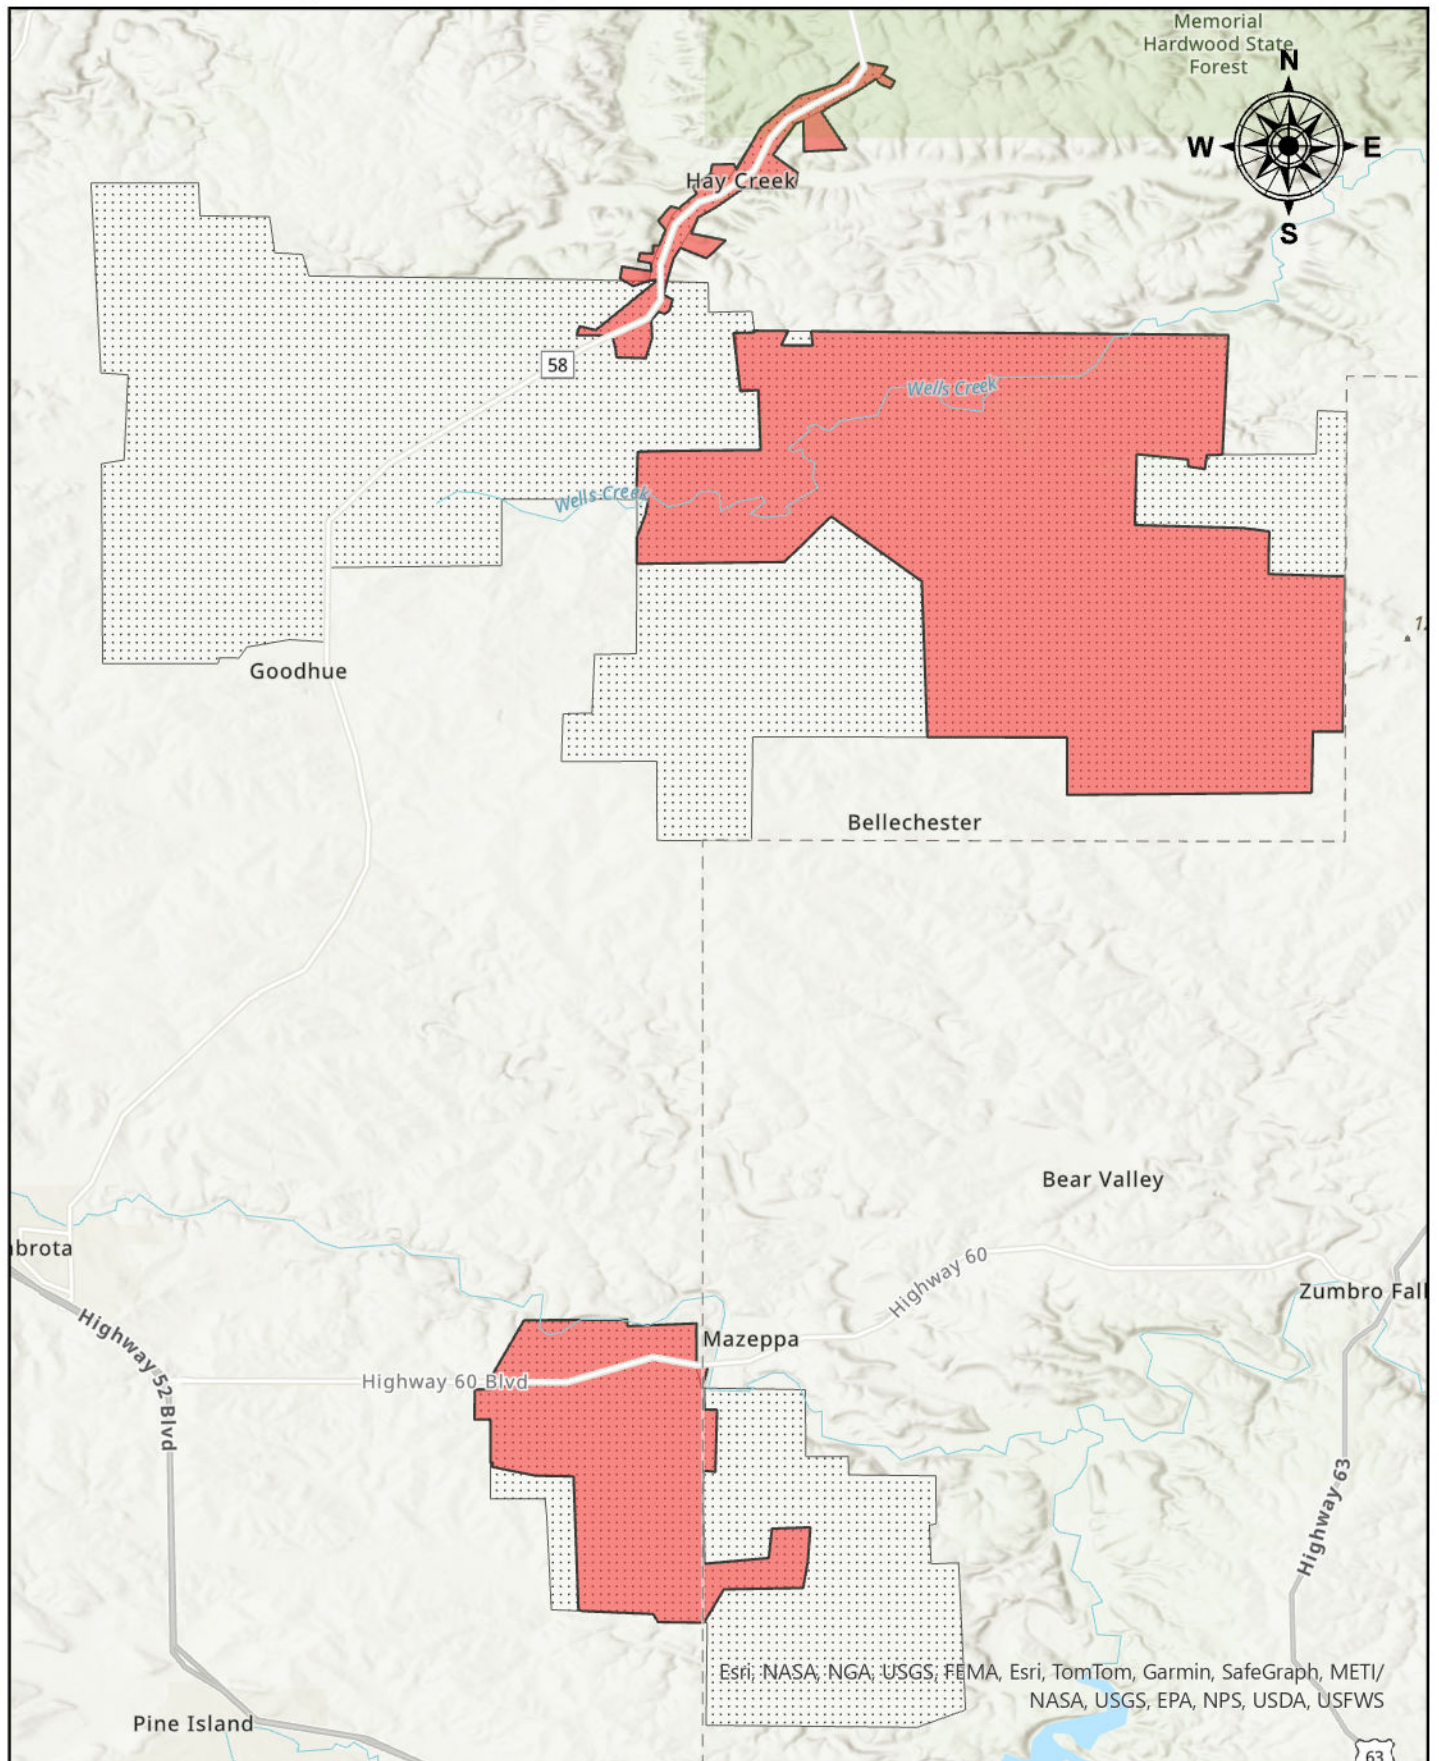 Memorial
Hardwood State
Forest
N
W
E
S
Hay Creek
58
Wells Creek
Wells Creek
1
Goodhue
Bellechester
Bear Valley
brota
Highway 60
Zumbro Fall
Highway 52 Blvd
Mazeppa
Highway 60 Blvd
Highway 63
Esri, NASA, NGA, USGS, FEMA, Esri, TomTom, Garmin, SafeGraph, METI/
NASA, USGS, EPA, NPS, USDA, USFWS
Pine Island
63